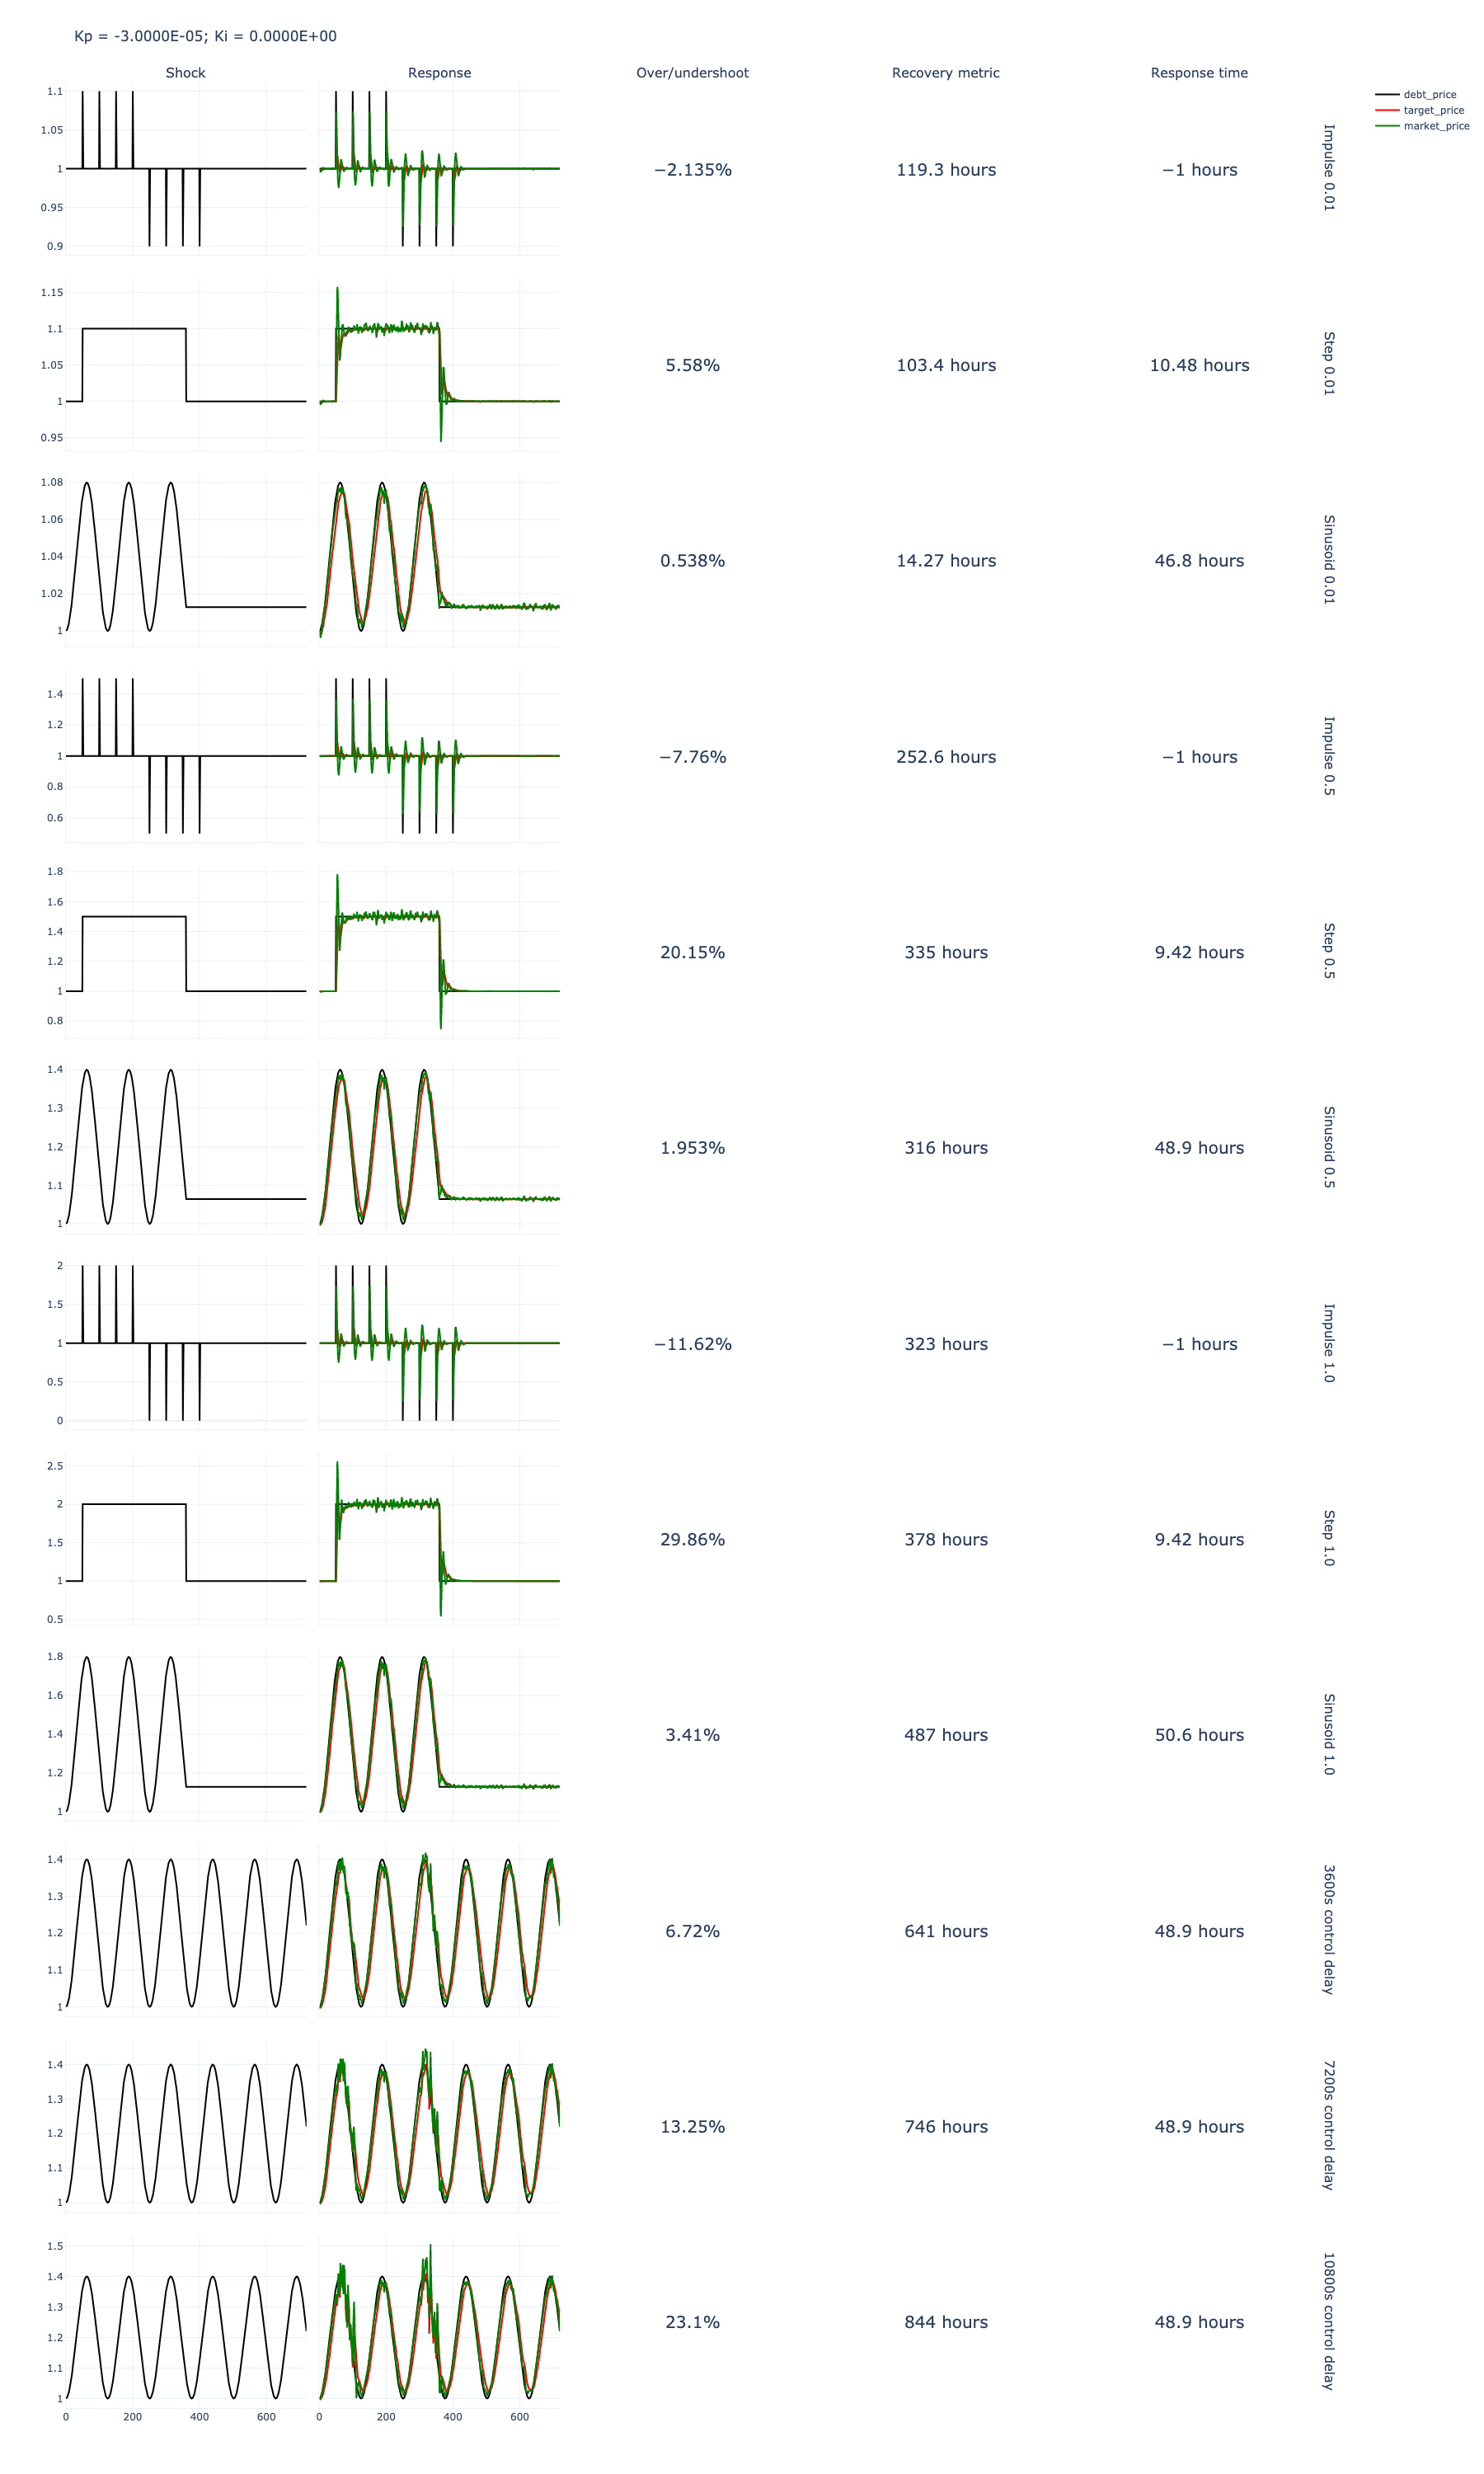 Kp = -3.0000E-05; Ki = 0.0000E+00
Shock Response Over/undershoot Recovery metric Response time
debt_price
target_price
market_price
1.1
1.05
1
0.95
0.9
−2.135% 119.3 hours −1 hours
Impulse 0.01
1.15
1.1
1.05
1
0.95
5.58% 103.4 hours 10.48 hours
Step 0.01
1.08
1.06
1.04
1.02
1
0.538% 14.27 hours 46.8 hours
Sinusoid 0.01
1.4
1.2
1
0.8
0.6
−7.76% 252.6 hours −1 hours
Impulse 0.5
1.8
1.6
1.4
1.2
1
0.8
20.15% 335 hours 9.42 hours
Step 0.5
1.4
1.3
1.2
1.1
1
1.953% 316 hours 48.9 hours
Sinusoid 0.5
2
1.5
1
0.5
0
−11.62% 323 hours −1 hours
Impulse 1.0
2.5
2
1.5
1
0.5
29.86% 378 hours 9.42 hours
Step 1.0
1.8
1.6
1.4
1.2
1
3.41% 487 hours 50.6 hours
Sinusoid 1.0
1.4
1.3
1.2
1.1
1
6.72% 641 hours 48.9 hours
3600s control delay
1.4
1.3
1.2
1.1
1
13.25% 746 hours 48.9 hours
7200s control delay
1.5
1.4
1.3
1.2
1.1
1
23.1% 844 hours 48.9 hours
10800s control delay
0 200 400 600 0 200 400 600